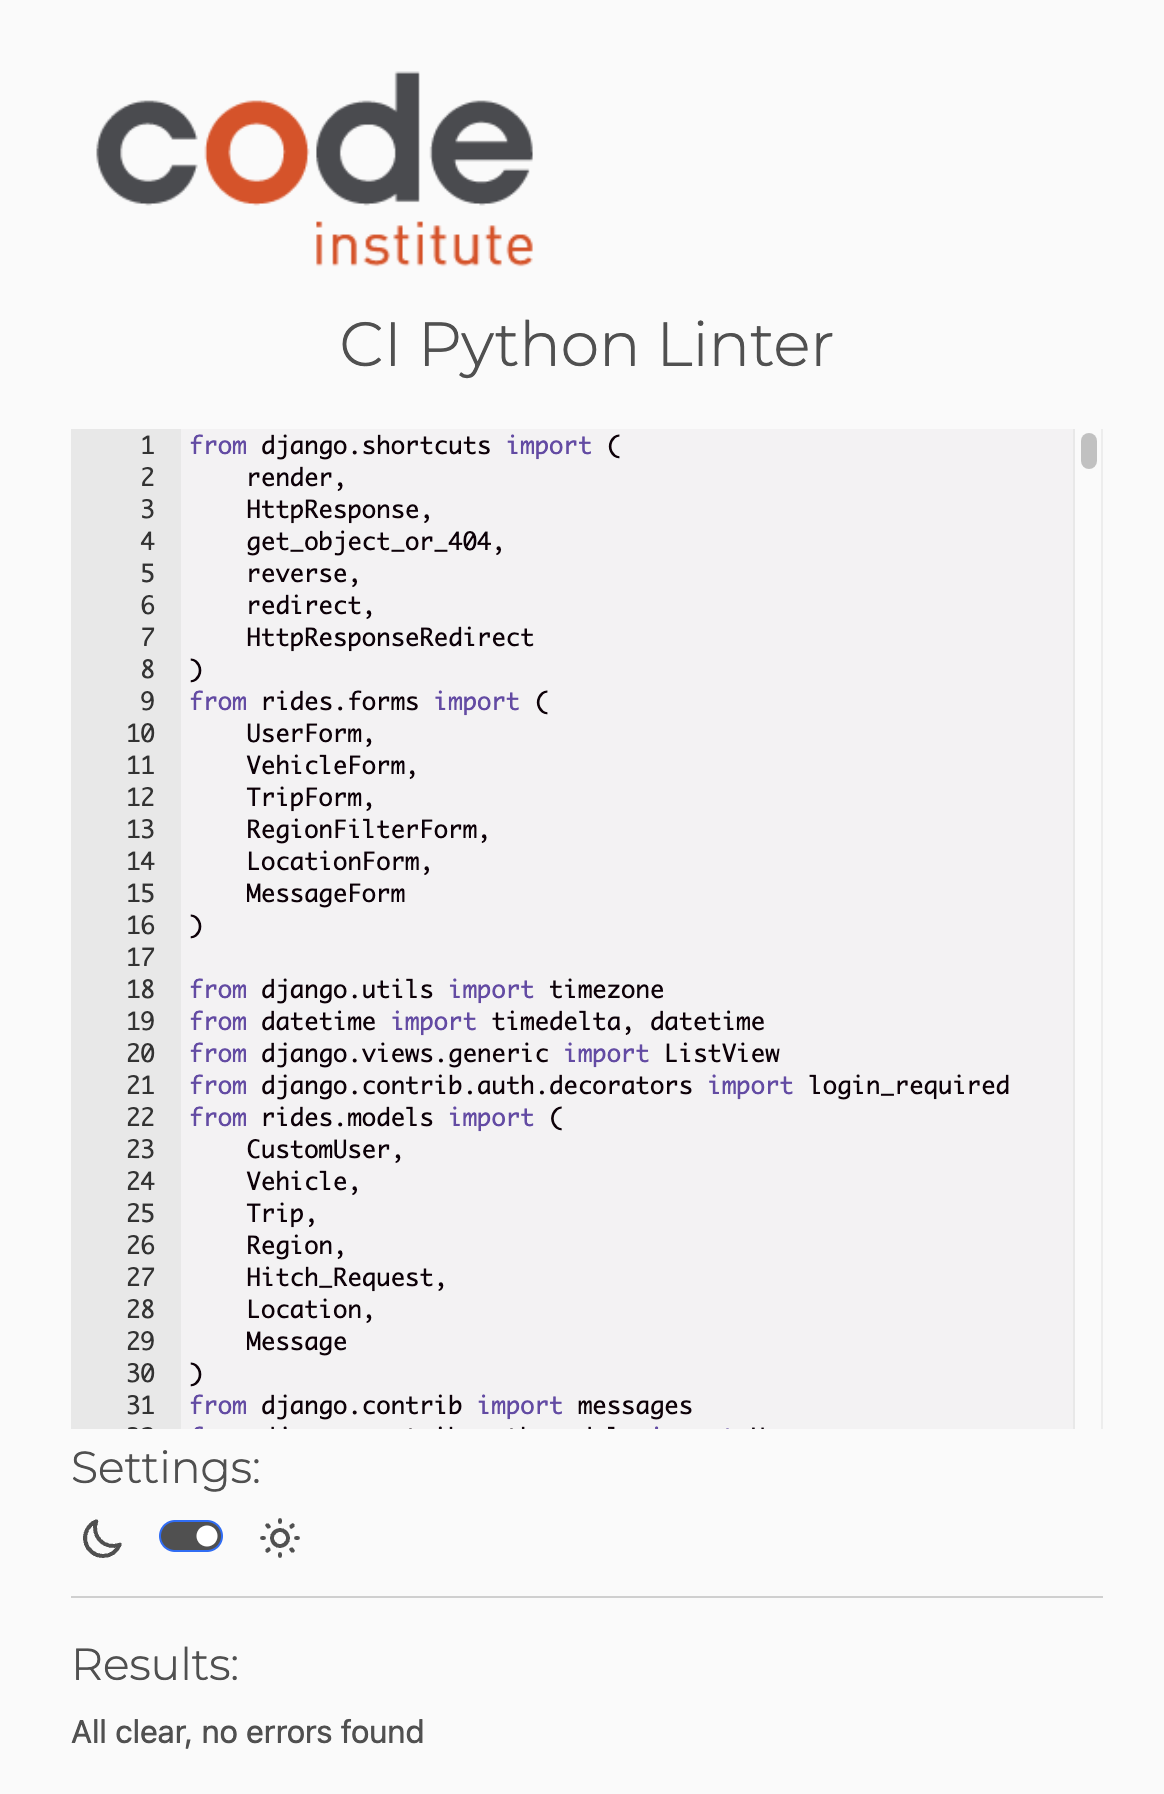 code
institute
CI Python Linter
1 from django.shortcuts import (
2     render,
3     HttpResponse,
4     get_object_or_404,
5     reverse,
6     redirect,
7     HttpResponseRedirect
8 )
9 from rides.forms import (
10     UserForm,
11     VehicleForm,
12     TripForm,
13     RegionFilterForm,
14     LocationForm,
15     MessageForm
16 )
17
18 from django.utils import timezone
19 from datetime import timedelta, datetime
20 from django.views.generic import ListView
21 from django.contrib.auth.decorators import login_required
22 from rides.models import (
23     CustomUser,
24     Vehicle,
25     Trip,
26     Region,
27     Hitch_Request,
28     Location,
29     Message
30 )
31 from django.contrib import messages
Settings:
Results:
All clear, no errors found